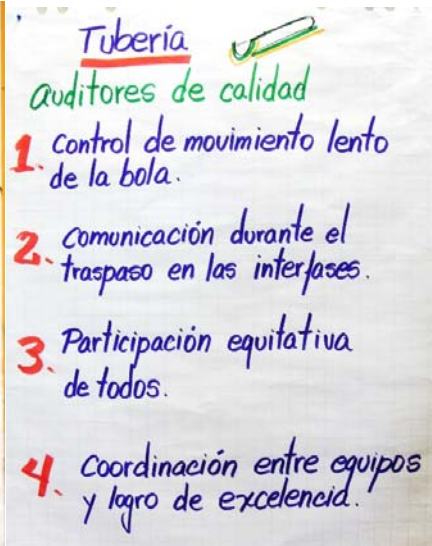 Tubería
auditores de calidad
1. Control de movimiento lento
de la bola.
2. Comunicación durante el
traspaso en las interfases.
3. Participación equitativa
de todos.
4. Coordinación entre equipos
y logro de excelencia.